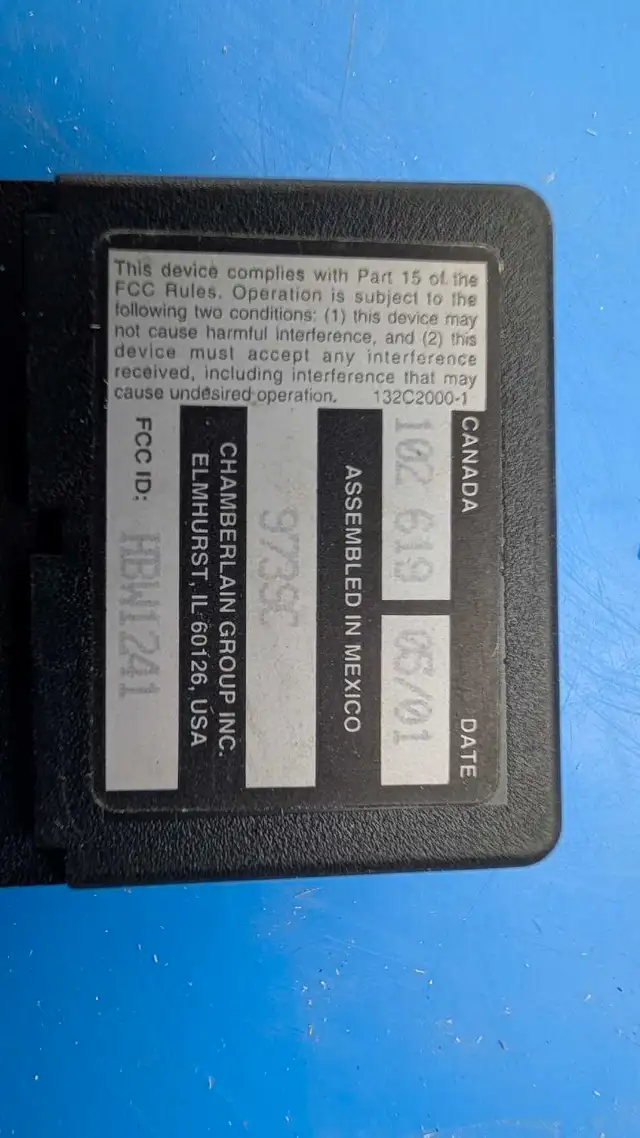 This device complies with Part 15 of the
FCC Rules. Operation is subject to the
following two conditions: (1) this device may
not cause harmful interference, and (2) this
device must accept any interference
received, including interference that may
cause undesired operation. 132C2000-1
CANADA DATE
102 619 06/01
ASSEMBLED IN MEXICO
9739C
CHAMBERLAIN GROUP INC.
ELMHURST, IL 60126, USA
FCC ID: HBW1241